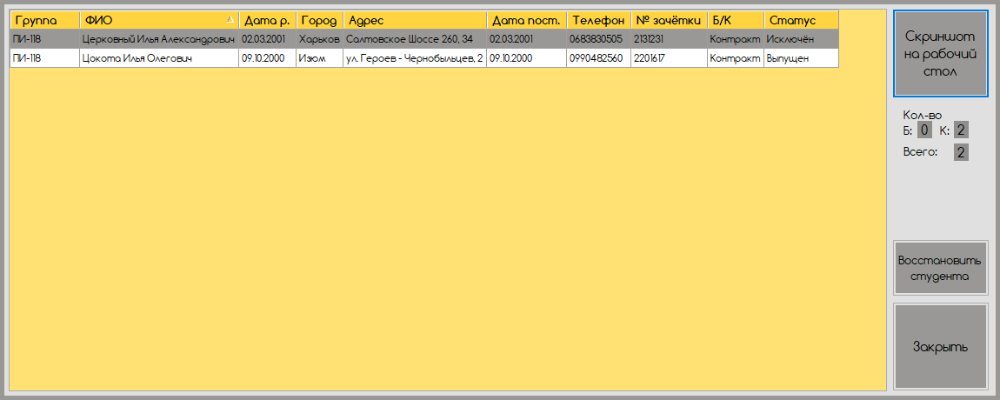 Группа ФИО Дата р. Город Адрес Дата пост. Телефон № зачётки Б/К Статус
ПИ-118 Церковный Илья Александрович 02.03.2001 Харьков Салтовское Шоссе 260, 34 02.03.2001 0683830505 2131231 Контракт Исключён
ПИ-118 Цокота Илья Олегович 09.10.2000 Изюм ул. Героев - Чернобыльцев, 2 09.10.2000 0990482560 2201617 Контракт Выпущен
Скриншот
на рабочий
стол
Кол-во
Б: 0 К: 2
Всего: 2
Восстановить
студента
Закрыть